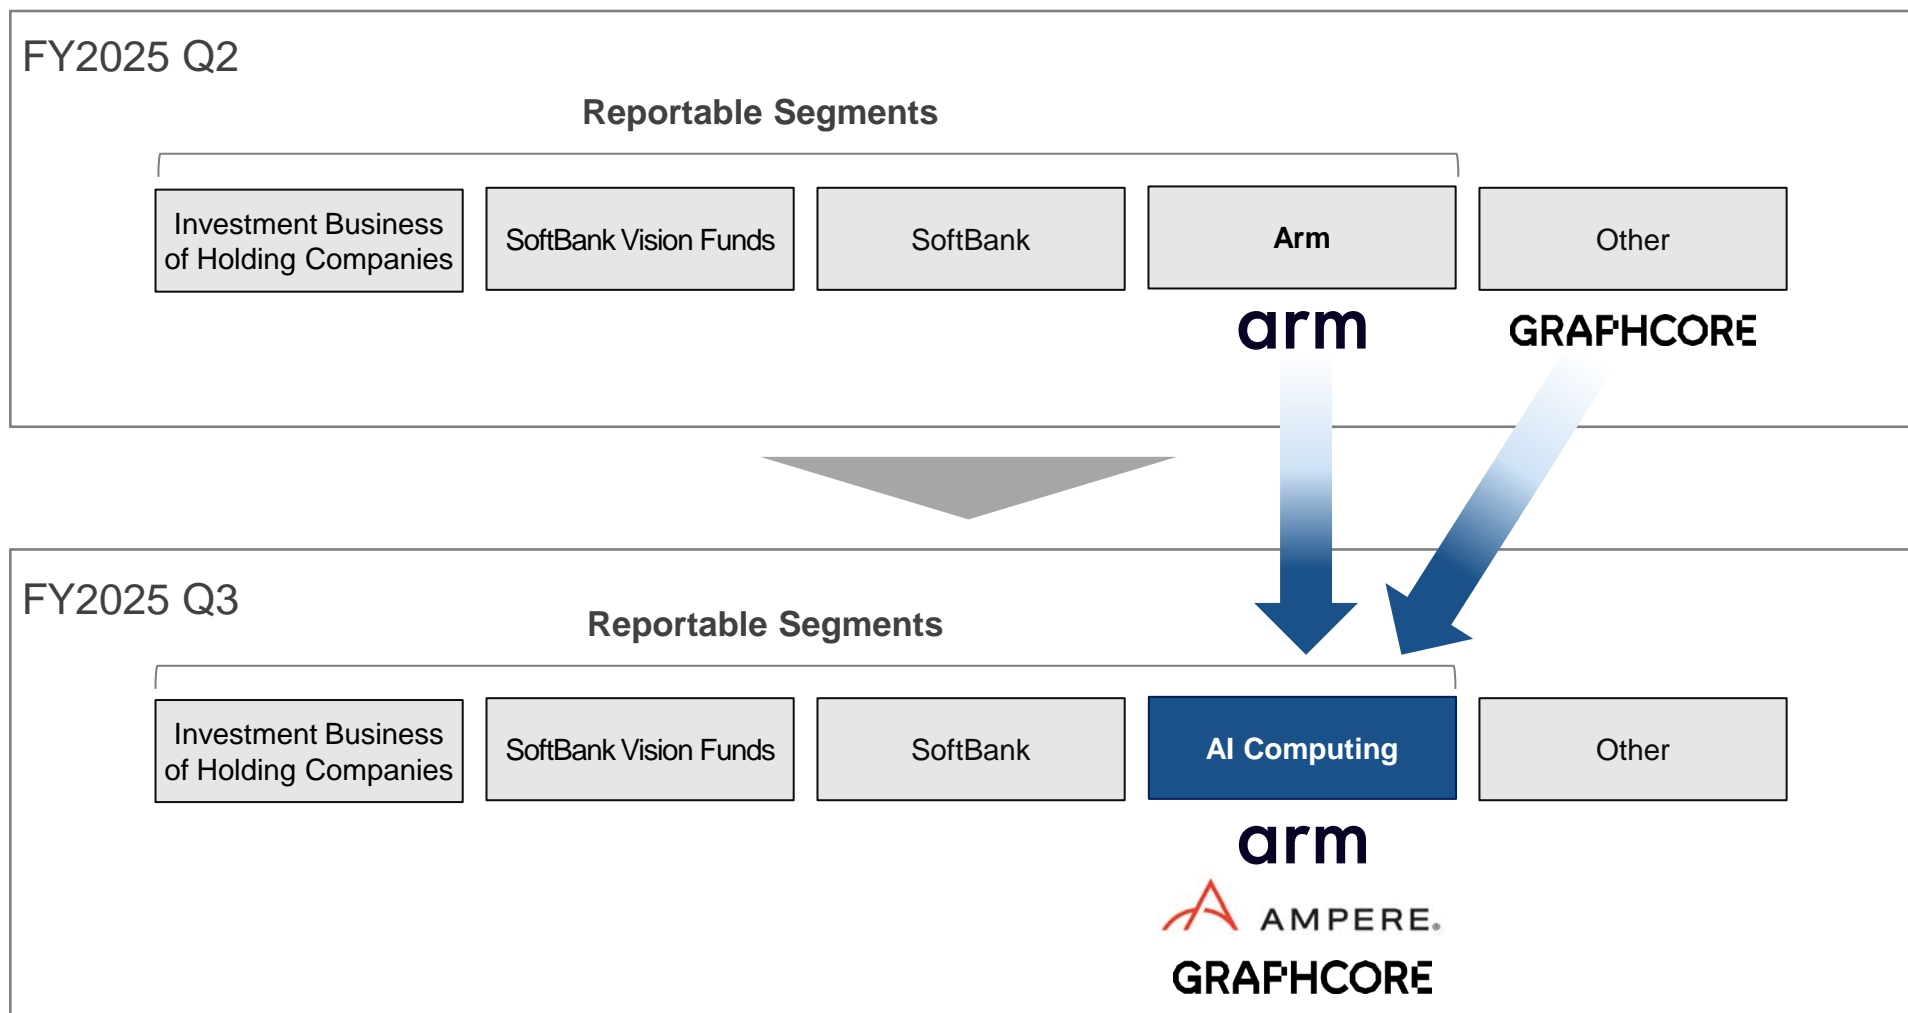 FY2025 Q2
Reportable Segments
Investment Business
of Holding Companies
SoftBank Vision Funds
SoftBank
Arm
Other
arm
GRAPHCORE
FY2025 Q3
Reportable Segments
Investment Business
of Holding Companies
SoftBank Vision Funds
SoftBank
AI Computing
Other
arm
AMPERE®
GRAPHCORE